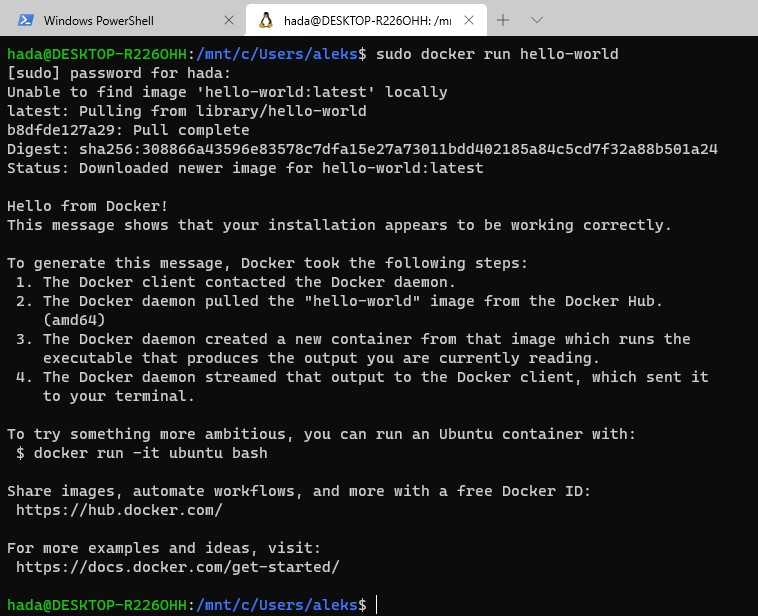 Windows PowerShell
hada@DESKTOP-R226OHH: /mn
hada@DESKTOP-R226OHH:/mnt/c/Users/aleks$ sudo docker run hello-world
[sudo] password for hada:
Unable to find image 'hello-world:latest' locally
latest: Pulling from library/hello-world
b8dfde127a29: Pull complete
Digest: sha256:308866a43596e83578c7dfa15e27a73011bdd402185a84c5cd7f32a88b501a24
Status: Downloaded newer image for hello-world:latest

Hello from Docker!
This message shows that your installation appears to be working correctly.

To generate this message, Docker took the following steps:
 1. The Docker client contacted the Docker daemon.
 2. The Docker daemon pulled the "hello-world" image from the Docker Hub.
    (amd64)
 3. The Docker daemon created a new container from that image which runs the
    executable that produces the output you are currently reading.
 4. The Docker daemon streamed that output to the Docker client, which sent it
    to your terminal.

To try something more ambitious, you can run an Ubuntu container with:
 $ docker run -it ubuntu bash

Share images, automate workflows, and more with a free Docker ID:
 https://hub.docker.com/

For more examples and ideas, visit:
 https://docs.docker.com/get-started/

hada@DESKTOP-R226OHH:/mnt/c/Users/aleks$